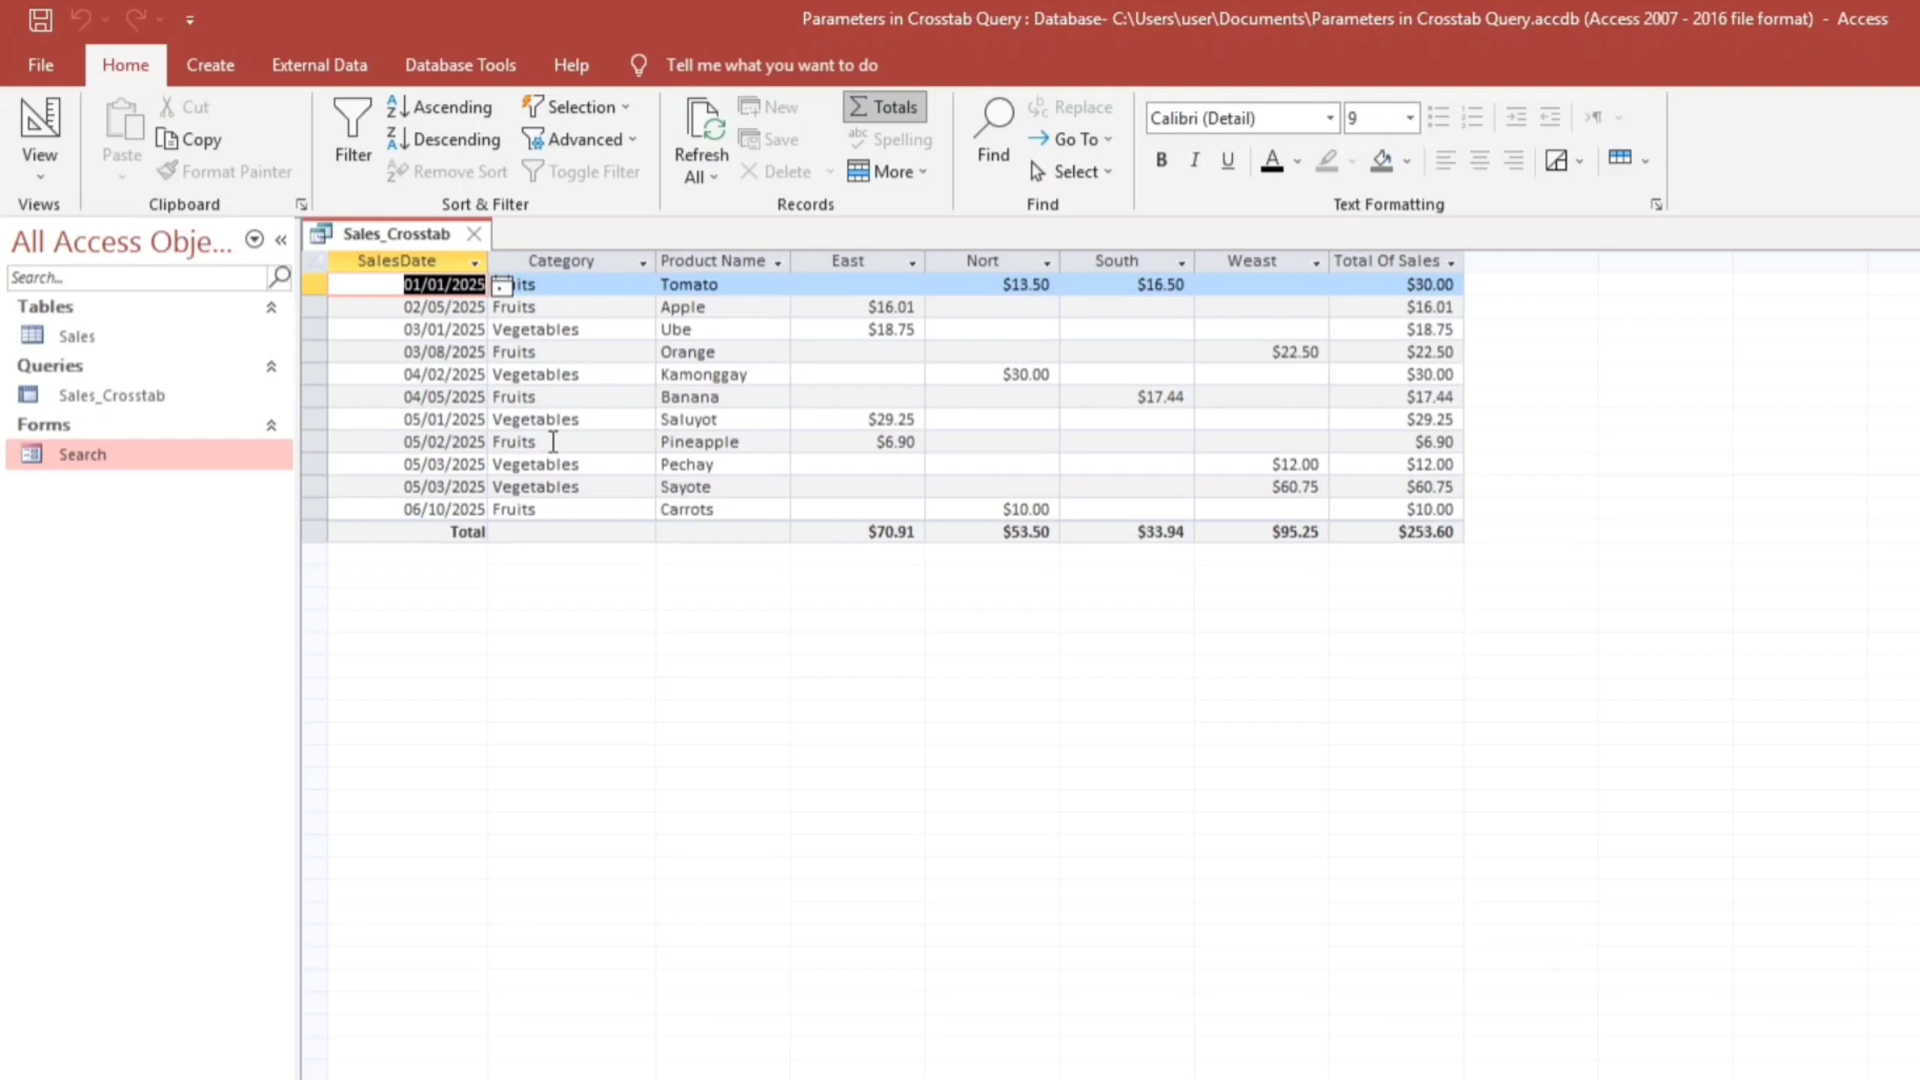 Parameters in Crosstab Query : Database- C:\Users\user\Documents\Parameters in Crosstab Query.accdb (Access 2007 - 2016 file format) - Access
File Home Create External Data Database Tools Help Tell me what you want to do
View Paste Cut Copy Format Painter Filter Ascending Descending Remove Sort Selection Advanced Toggle Filter Refresh All New Save Delete Totals Spelling More Find Replace Go To Select Calibri (Detail) 9
Views Clipboard Sort & Filter Records Find Text Formatting
All Access Obje...
Search...
Tables
Sales
Queries
Sales_Crosstab
Forms
Search
Sales_Crosstab
SalesDate Category Product Name East Nort South Weast Total Of Sales
01/01/2025 its Tomato $13.50 $16.50 $30.00
02/05/2025 Fruits Apple $16.01 $16.01
03/01/2025 Vegetables Ube $18.75 $18.75
03/08/2025 Fruits Orange $22.50 $22.50
04/02/2025 Vegetables Kamonggay $30.00 $30.00
04/05/2025 Fruits Banana $17.44 $17.44
05/01/2025 Vegetables Saluyot $29.25 $29.25
05/02/2025 Fruits Pineapple $6.90 $6.90
05/03/2025 Vegetables Pechay $12.00 $12.00
05/03/2025 Vegetables Sayote $60.75 $60.75
06/10/2025 Fruits Carrots $10.00 $10.00
Total $70.91 $53.50 $33.94 $95.25 $253.60